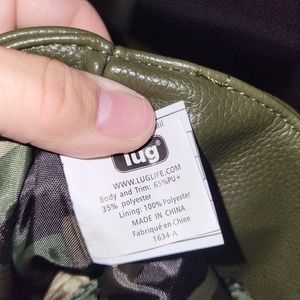 lug®
WWW.LUGLIFE.COM
Body and Trim: 65%PU+
35% polyester
Lining: 100% Polyester
MADE IN CHINA
Fabriqué en Chine
1634-A